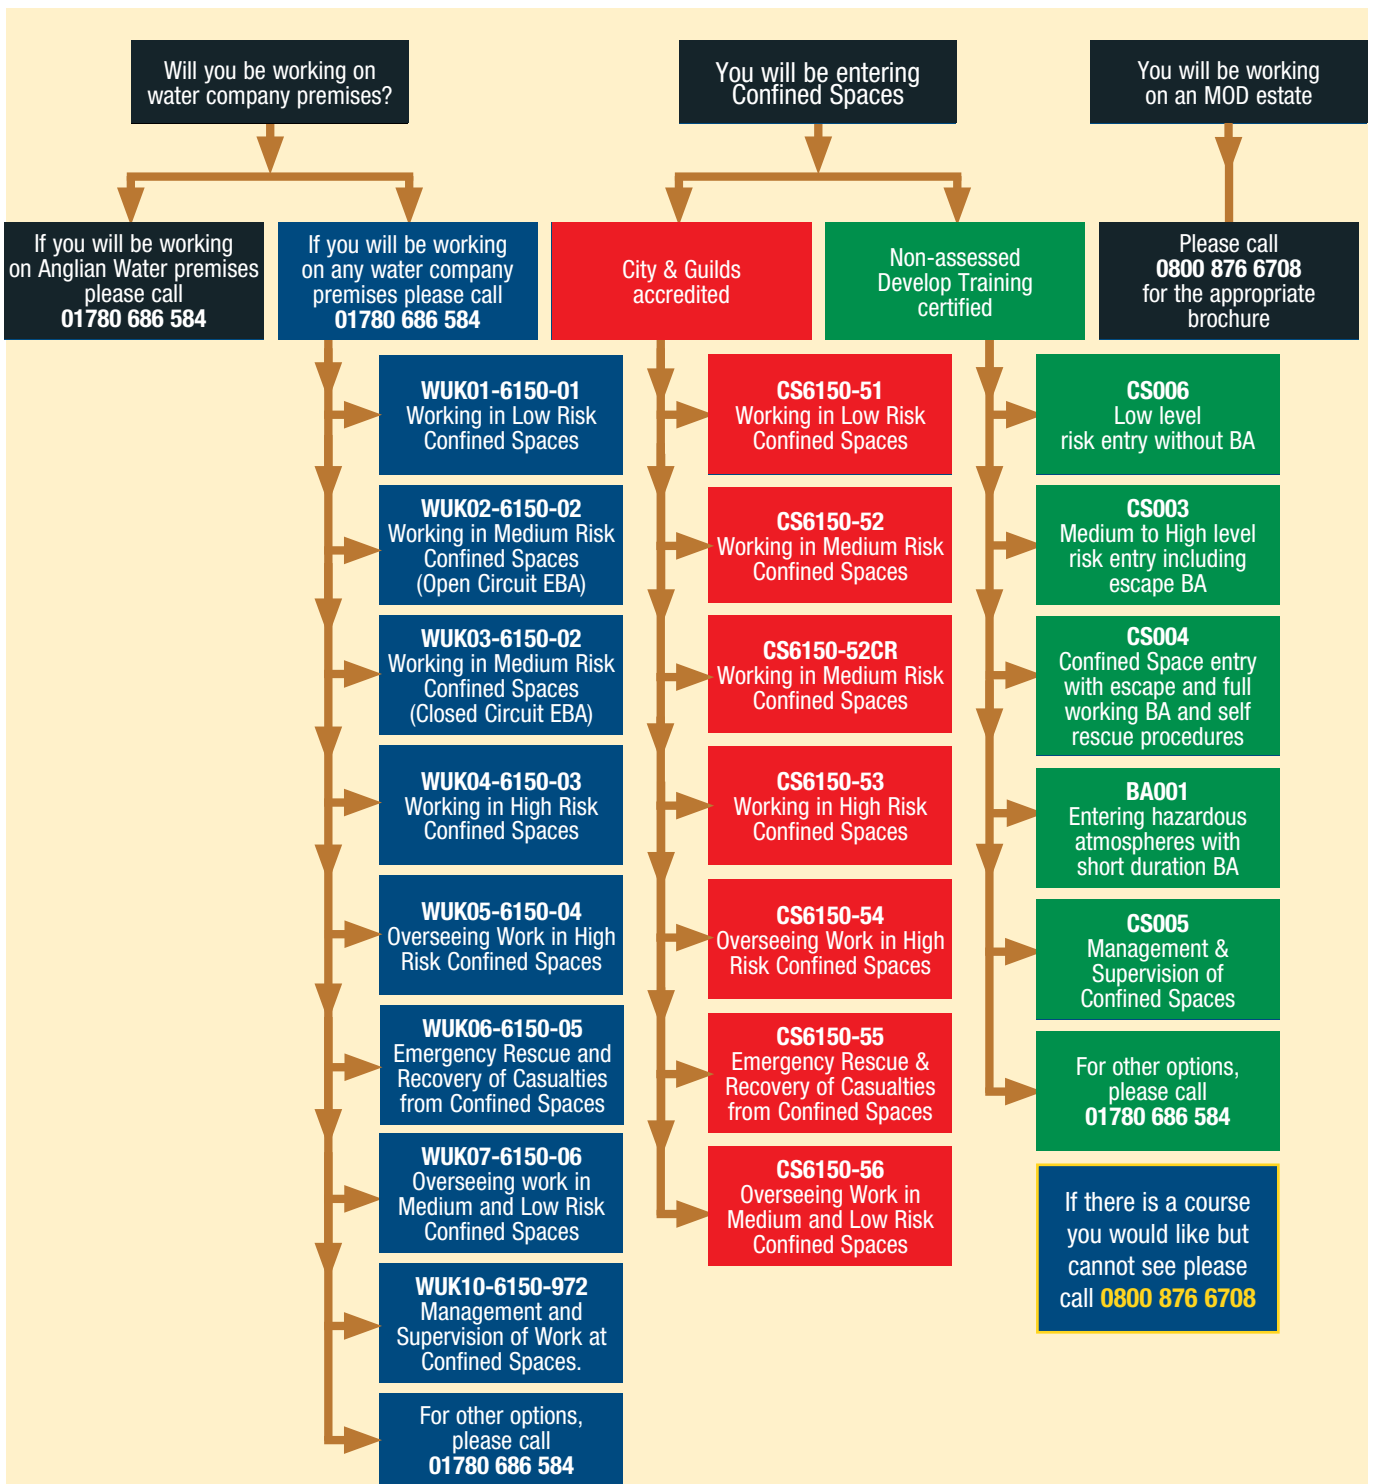 Will you be working on
water company premises?
You will be entering
Confined Spaces
You will be working
on an MOD estate
If you will be working
on Anglian Water premises
please call
01780 686 584
If you will be working
on any water company
premises please call
01780 686 584
City & Guilds
accredited
Non-assessed
Develop Training
certified
Please call
0800 876 6708
for the appropriate
brochure
WUK01-6150-01
Working in Low Risk
Confined Spaces
WUK02-6150-02
Working in Medium Risk
Confined Spaces
(Open Circuit EBA)
WUK03-6150-02
Working in Medium Risk
Confined Spaces
(Closed Circuit EBA)
WUK04-6150-03
Working in High Risk
Confined Spaces
WUK05-6150-04
Overseeing Work in High
Risk Confined Spaces
WUK06-6150-05
Emergency Rescue and
Recovery of Casualties
from Confined Spaces
WUK07-6150-06
Overseeing work in
Medium and Low Risk
Confined Spaces
WUK10-6150-972
Management and
Supervision of Work at
Confined Spaces.
For other options,
please call
01780 686 584
CS6150-51
Working in Low Risk
Confined Spaces
CS6150-52
Working in Medium Risk
Confined Spaces
CS6150-52CR
Working in Medium Risk
Confined Spaces
CS6150-53
Working in High Risk
Confined Spaces
CS6150-54
Overseeing Work in High
Risk Confined Spaces
CS6150-55
Emergency Rescue &
Recovery of Casualties
from Confined Spaces
CS6150-56
Overseeing Work in
Medium and Low Risk
Confined Spaces
CS006
Low level
risk entry without BA
CS003
Medium to High level
risk entry including
escape BA
CS004
Confined Space entry
with escape and full
working BA and self
rescue procedures
BA001
Entering hazardous
atmospheres with
short duration BA
CS005
Management &
Supervision of
Confined Spaces
For other options,
please call
01780 686 584
If there is a course
you would like but
cannot see please
call 0800 876 6708